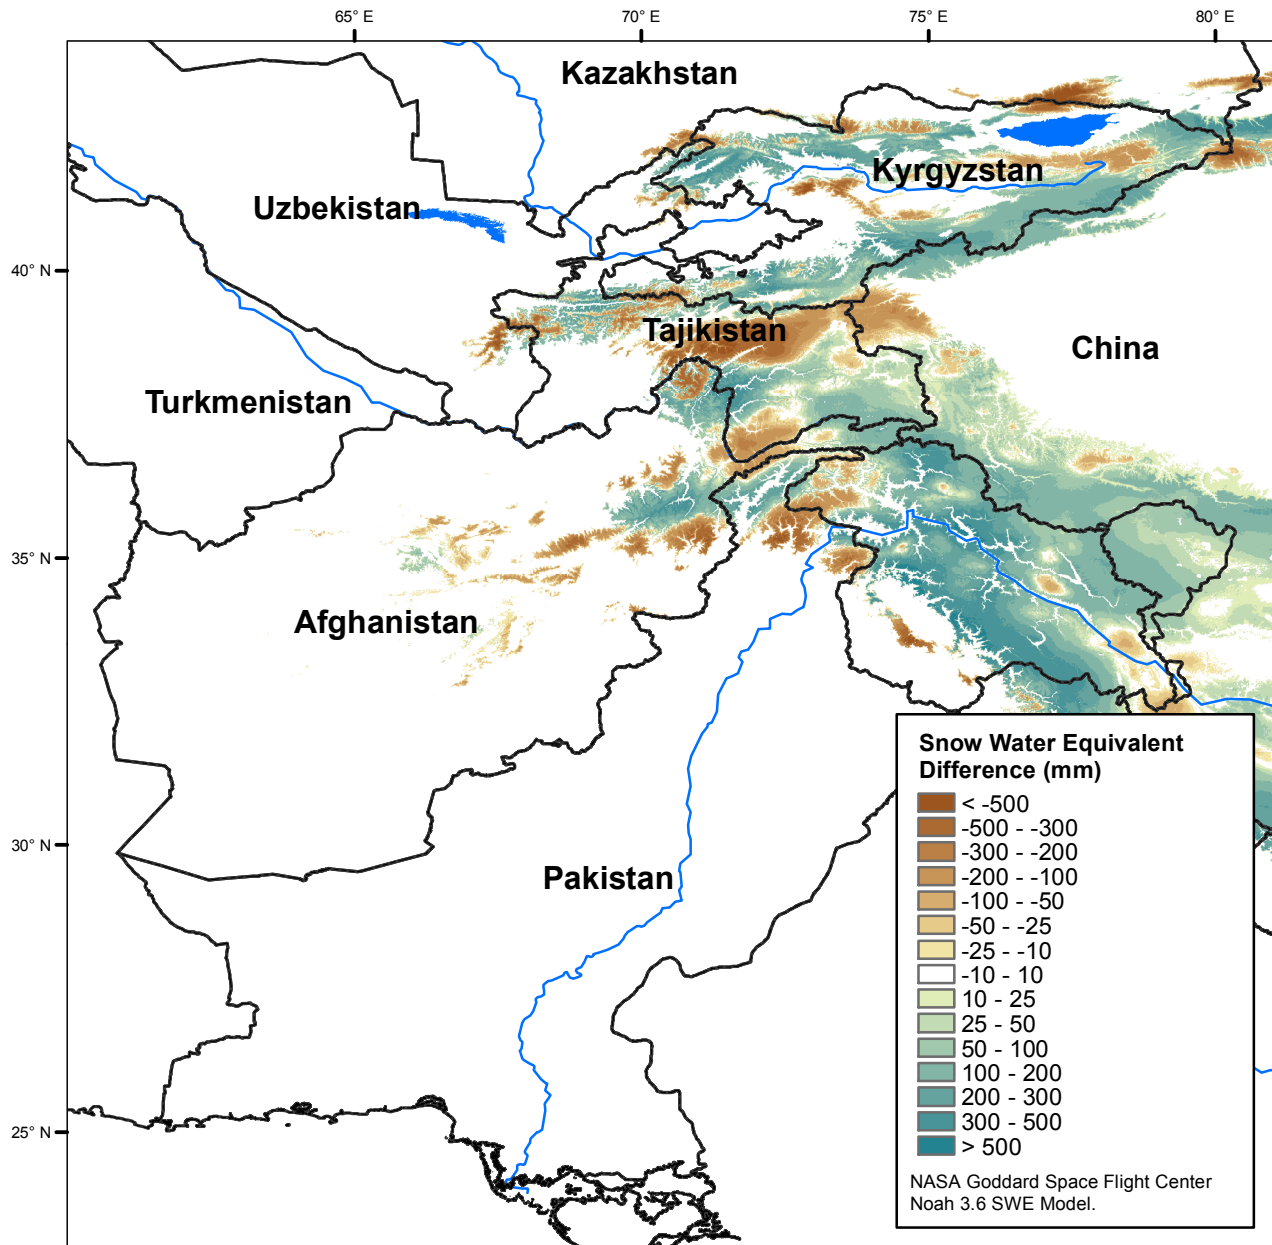 65° E
70° E
75° E
80° E
Kazakhstan
Kyrgyzstan
Uzbekistan
40° N
Tajikistan
China
Turkmenistan
35° N
Afghanistan
Snow Water Equivalent
Difference (mm)
< -500
-500 - -300
-300 - -200
-200 - -100
-100 - -50
-50 - -25
-25 - -10
-10 - 10
10 - 25
25 - 50
50 - 100
100 - 200
200 - 300
300 - 500
> 500
NASA Goddard Space Flight Center
Noah 3.6 SWE Model.
30° N
Pakistan
25° N